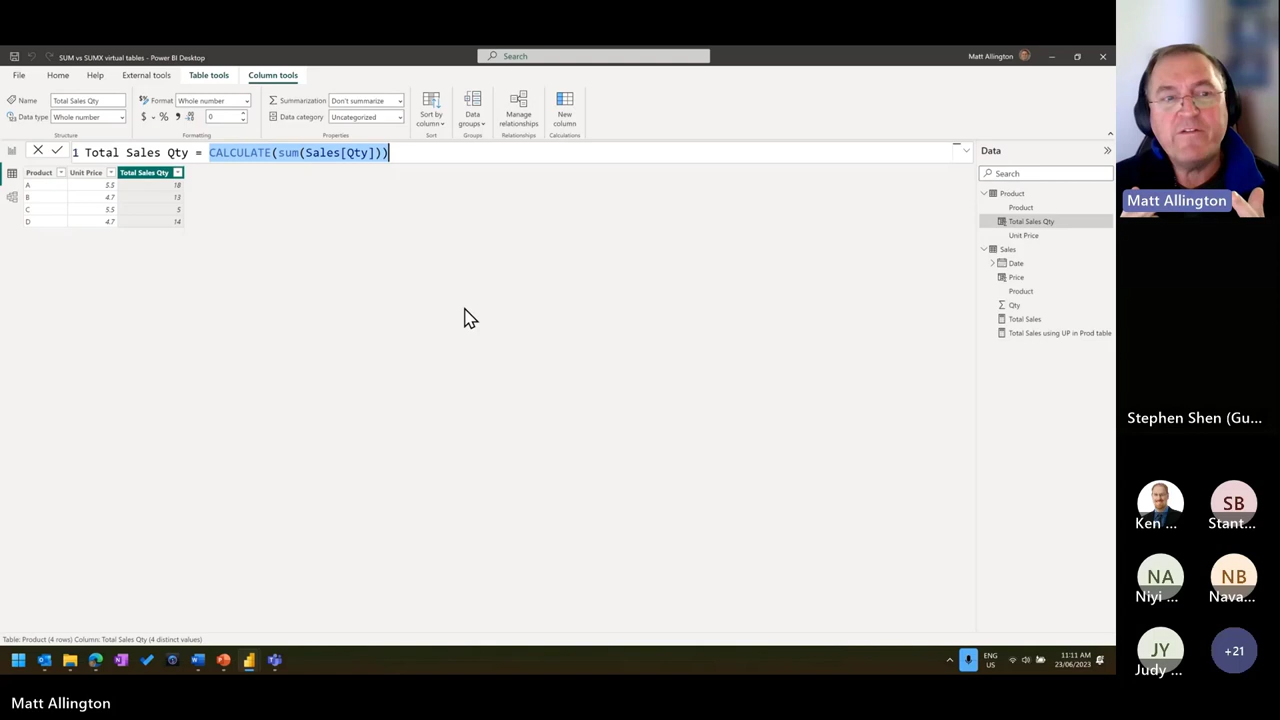 SUM vs SUMX virtual tables - Power BI Desktop
Search
Matt Allington
File
Home
Help
External tools
Table tools
Column tools
Name
Total Sales Qty
Format
Whole number
Summarization
Don't summarize
Data type
Whole number
$
%
0
Data category
Uncategorized
Sort by
column
Data
groups
Manage
relationships
New
column
Structure
Formatting
Properties
Sort
Groups
Relationships
Calculations
1 Total Sales Qty = CALCULATE(sum(Sales[Qty]))
Product
Unit Price
Total Sales Qty
A 5.5 18
B 4.7 13
C 5.5 5
D 4.7 14
Data
Search
Product
Product
Total Sales Qty
Unit Price
Sales
Date
Price
Product
Qty
Total Sales
Total Sales using UP in Prod table
Table: Product (4 rows) Column: Total Sales Qty (4 distinct values)
ENG
US
11:11 AM
23/06/2023
Matt Allington
Matt Allington
Stephen Shen (Gu...
Ken ...
SB
Stant...
NA
Niyi ...
NB
Nava...
JY
Judy ...
+21